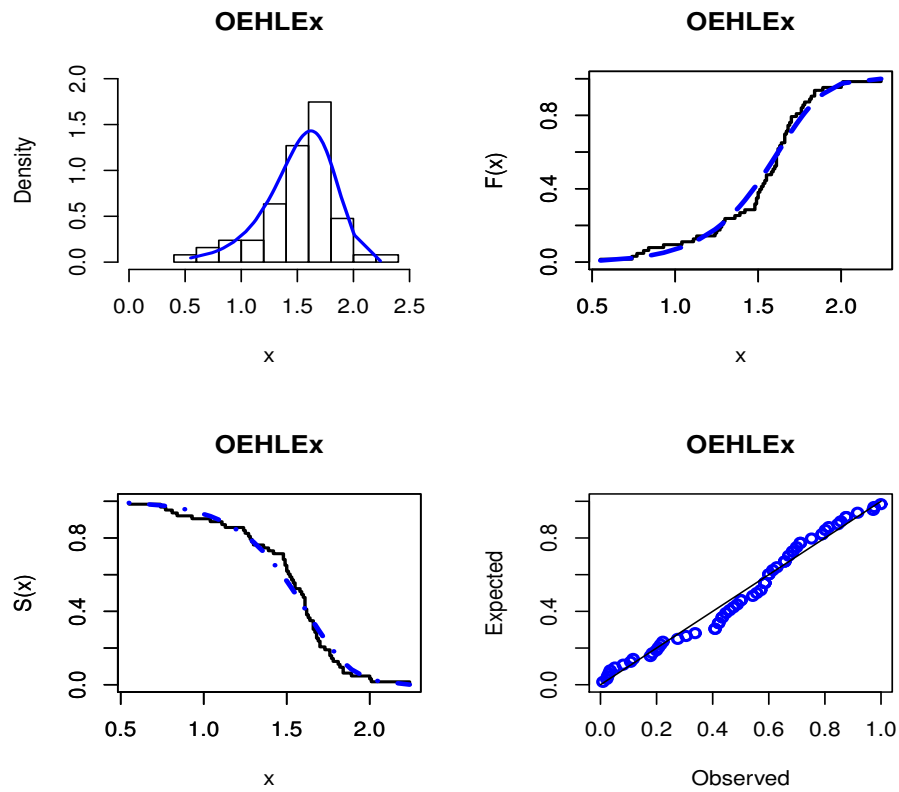 OEHLEx
Density
0.0 0.5 1.0 1.5 2.0
0.0 0.5 1.0 1.5 2.0 2.5
x
OEHLEx
F(x)
0.0 0.4 0.8
0.5 1.0 1.5 2.0
x
OEHLEx
S(x)
0.0 0.4 0.8
0.5 1.0 1.5 2.0
x
OEHLEx
Expected
0.0 0.4 0.8
0.0 0.2 0.4 0.6 0.8 1.0
Observed